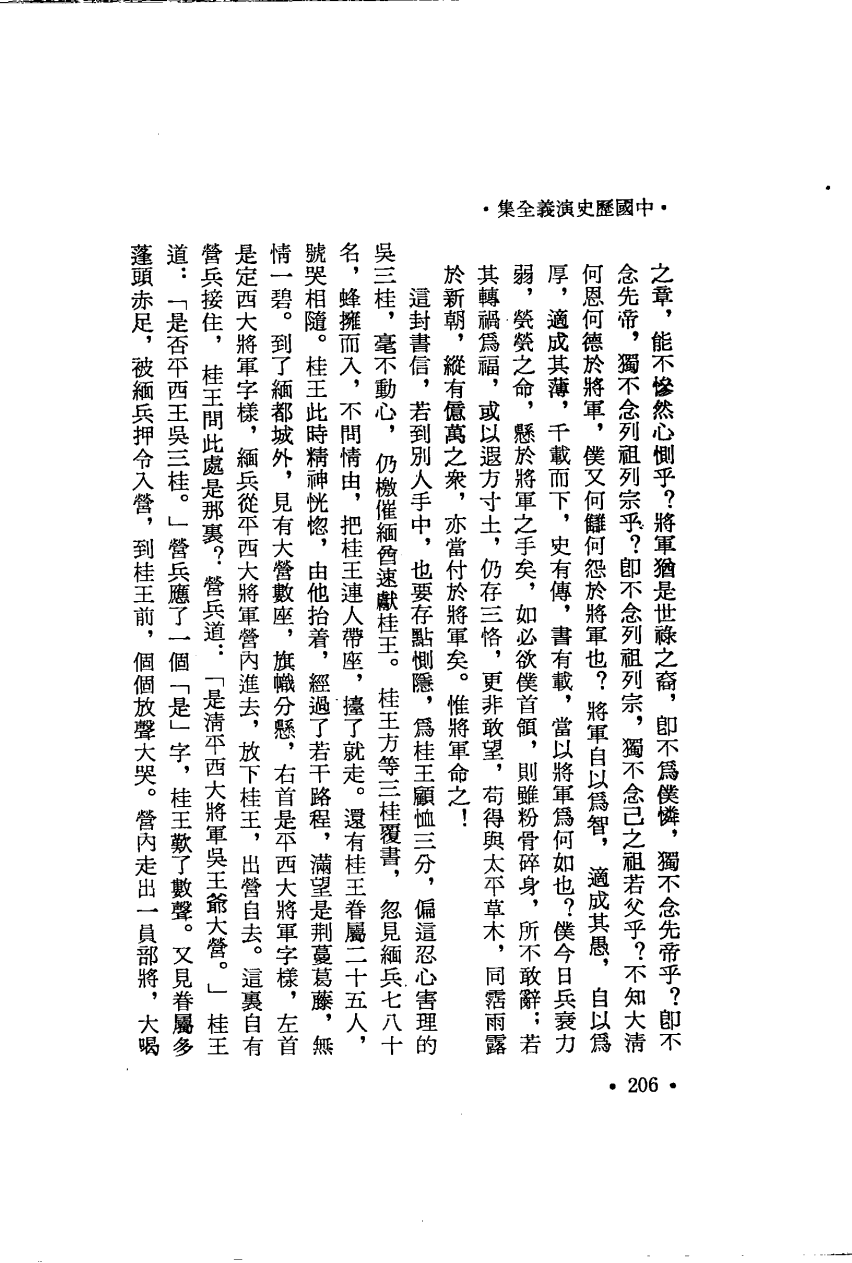 •中國歷史演義全集•
之章，能不慘然心惻乎？將軍猶是世祿之裔，卽不爲僕憐，獨不念先帝乎？卽不
念先帝，獨不念列祖列宗乎？卽不念列祖列宗，獨不念己之祖若父乎？不知大淸
何恩何德於將軍，僕又何讎何怨於將軍也？將軍自以爲智，適成其愚，自以爲
厚，適成其薄，千載而下，史有傳，書有載，當以將軍爲何如也？僕今日兵衰力
弱，煢煢之命，懸於將軍之手矣，如必欲僕首領，則雖粉骨碎身，所不敢辭；若
其轉禍爲福，或以遐方寸土，仍存三恪，更非敢望，苟得與太平草木，同霑雨露
於新朝，縱有億萬之衆，亦當付於將軍矣。惟將軍命之！
這封書信，若到別人手中，也要存點惻隱，爲桂王顧恤三分，偏這忍心害理的
吳三桂，毫不動心，仍檄催緬酋速獻桂王。桂王方等三桂覆書，忽見緬兵七八十
名，蜂擁而入，不問情由，把桂王連人帶座，擡了就走。還有桂王眷屬二十五人，
號哭相隨。桂王此時精神恍惚，由他抬着，經過了若干路程，滿望是荆蔓葛藤，無
情一碧。到了緬都城外，見有大營數座，旗幟分懸，右首是平西大將軍字樣，左首
是定西大將軍字樣，緬兵從平西大將軍營內進去，放下桂王，出營自去。這裏自有
營兵接住，桂王問此處是那裏？營兵道：「是淸平西大將軍吳王爺大營。」桂王
道：「是否平西王吳三桂。」營兵應了一個「是」字，桂王歎了數聲。又見眷屬多
蓬頭赤足，被緬兵押令入營，到桂王前，個個放聲大哭。營內走出一員部將，大喝
•206•